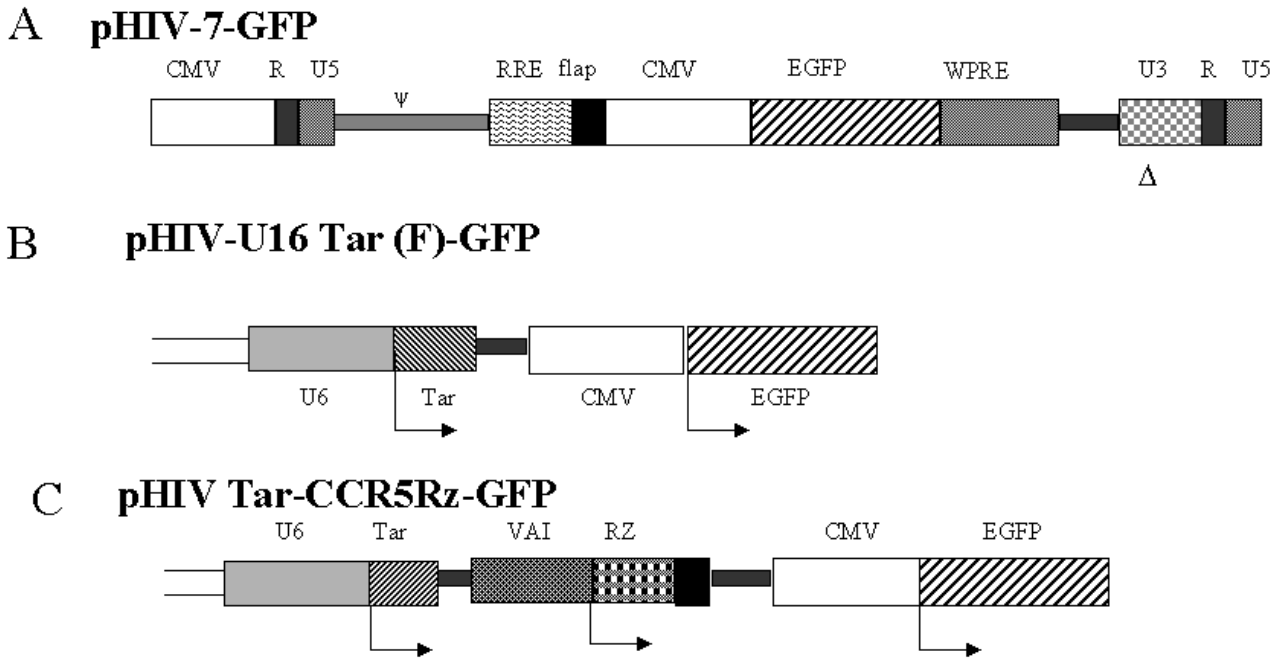 A pHIV-7-GFP
CMV R U5 RRE flap CMV EGFP WPRE U3 R U5
Ψ
Δ
B pHIV-U16 Tar (F)-GFP
U6 Tar CMV EGFP
C pHIV Tar-CCR5Rz-GFP
U6 Tar VAI RZ CMV EGFP